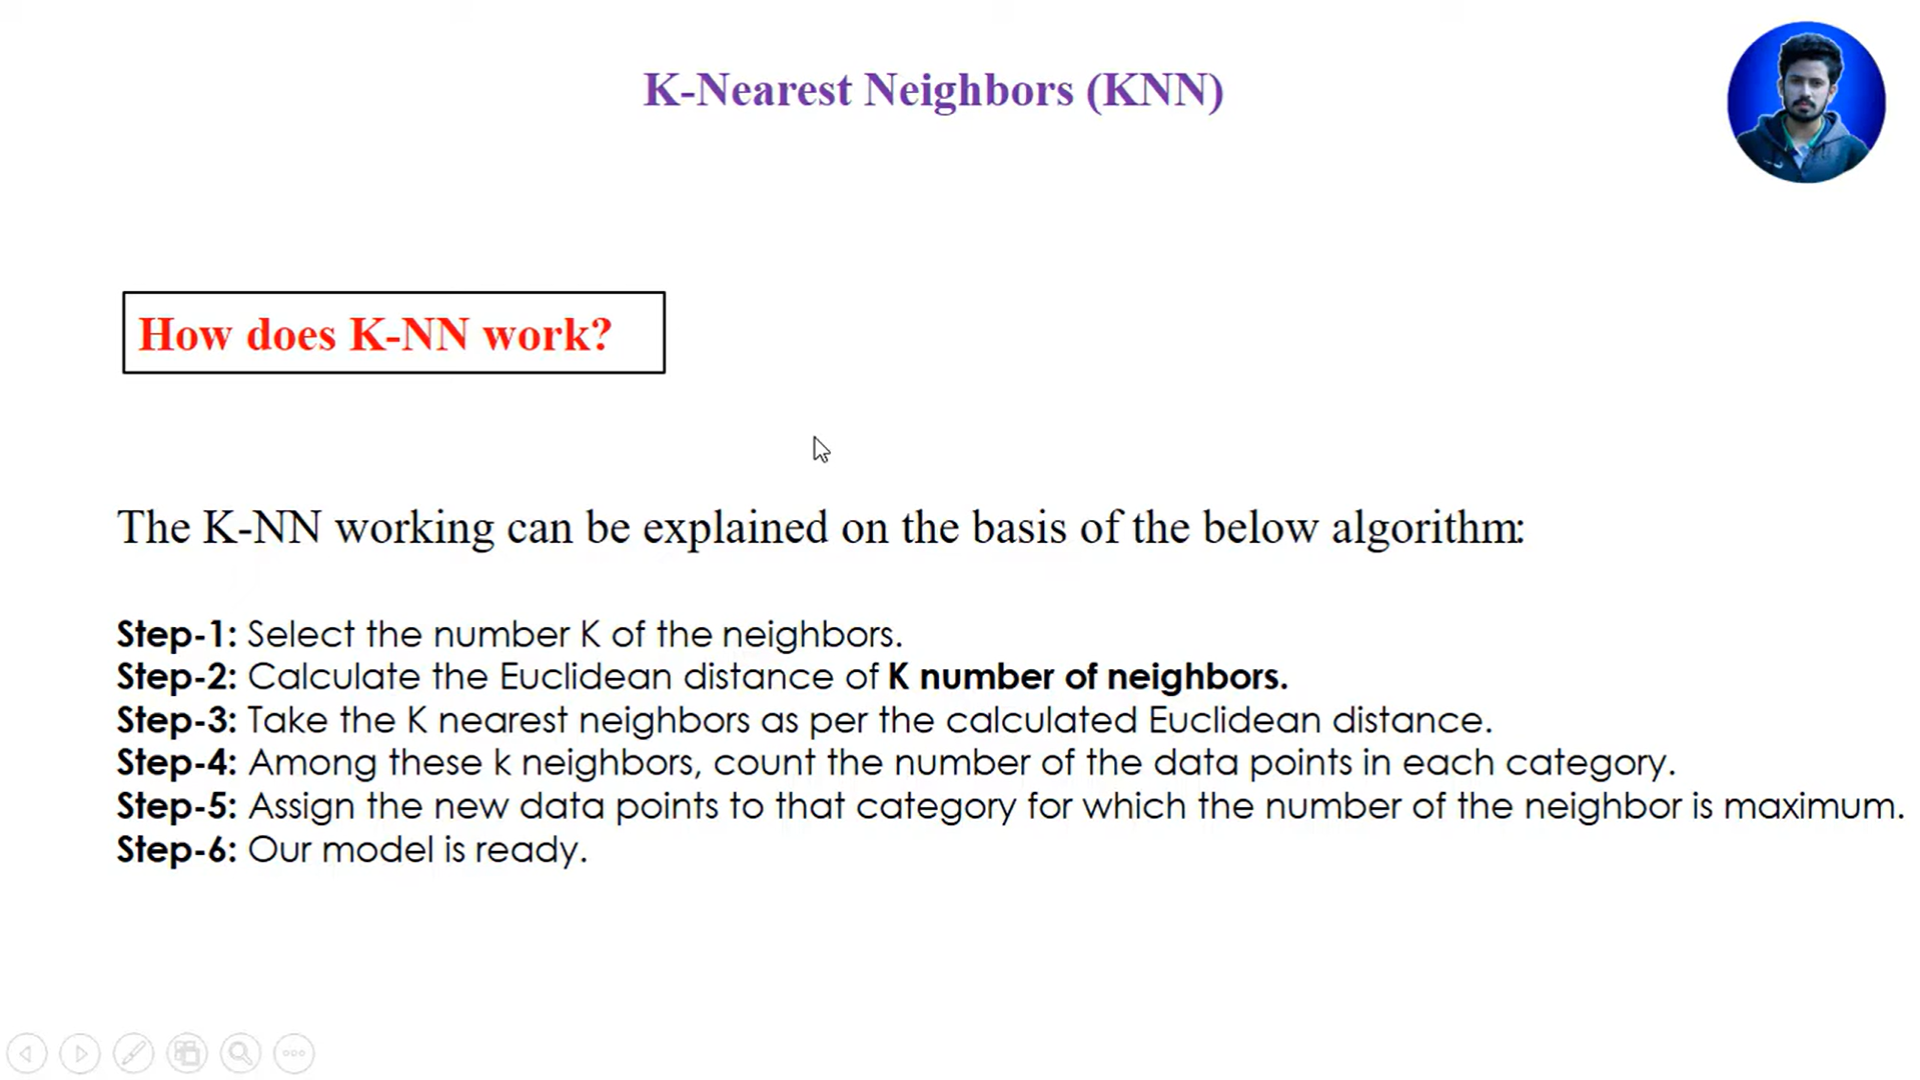 K-Nearest Neighbors (KNN)
How does K-NN work?
The K-NN working can be explained on the basis of the below algorithm:
Step-1: Select the number K of the neighbors.
Step-2: Calculate the Euclidean distance of K number of neighbors.
Step-3: Take the K nearest neighbors as per the calculated Euclidean distance.
Step-4: Among these k neighbors, count the number of the data points in each category.
Step-5: Assign the new data points to that category for which the number of the neighbor is maximum.
Step-6: Our model is ready.